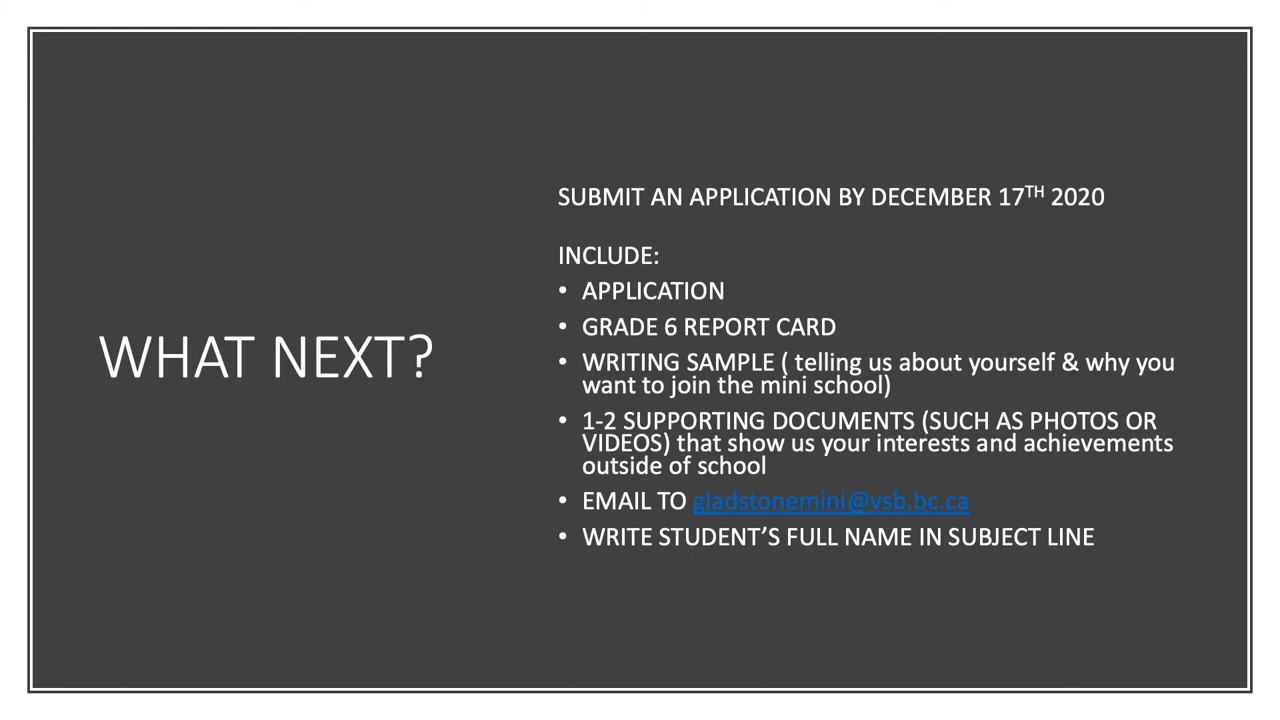 WHAT NEXT?
SUBMIT AN APPLICATION BY DECEMBER 17TH 2020
INCLUDE:
• APPLICATION
• GRADE 6 REPORT CARD
• WRITING SAMPLE ( telling us about yourself & why you
want to join the mini school)
• 1-2 SUPPORTING DOCUMENTS (SUCH AS PHOTOS OR
VIDEOS) that show us your interests and achievements
outside of school
• EMAIL TO gladstonemini@vsb.bc.ca
• WRITE STUDENT’S FULL NAME IN SUBJECT LINE